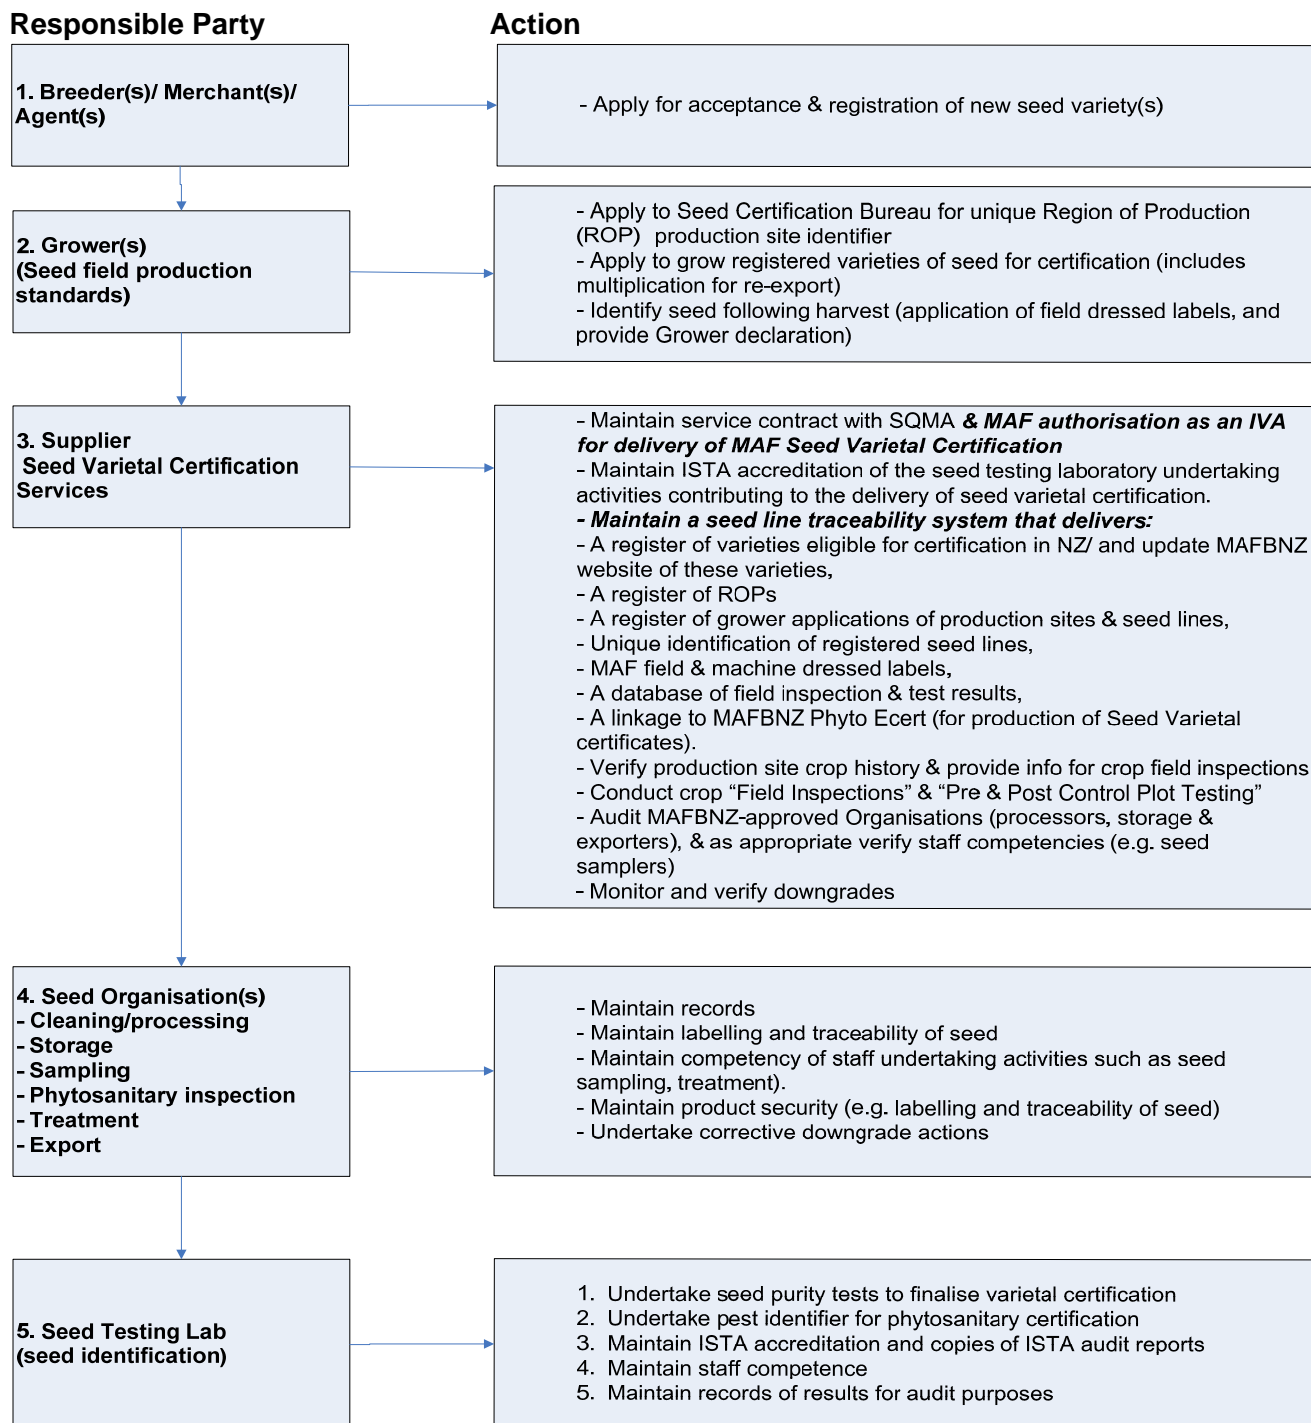 Responsible Party
Action
1. Breeder(s)/ Merchant(s)/
Agent(s)
- Apply for acceptance & registration of new seed variety(s)
2. Grower(s)
(Seed field production
standards)
- Apply to Seed Certification Bureau for unique Region of Production
(ROP) production site identifier
- Apply to grow registered varieties of seed for certification (includes
multiplication for re-export)
- Identify seed following harvest (application of field dressed labels, and
provide Grower declaration)
3. Supplier
Seed Varietal Certification
Services
- Maintain service contract with SQMA & MAF authorisation as an IVA
for delivery of MAF Seed Varietal Certification
- Maintain ISTA accreditation of the seed testing laboratory undertaking
activities contributing to the delivery of seed varietal certification.
- Maintain a seed line traceability system that delivers:
- A register of varieties eligible for certification in NZ/ and update MAFBNZ
website of these varieties,
- A register of ROPs
- A register of grower applications of production sites & seed lines,
- Unique identification of registered seed lines,
- MAF field & machine dressed labels,
- A database of field inspection & test results,
- A linkage to MAFBNZ Phyto Ecert (for production of Seed Varietal
certificates).
- Verify production site crop history & provide info for crop field inspections
- Conduct crop “Field Inspections” & “Pre & Post Control Plot Testing”
- Audit MAFBNZ-approved Organisations (processors, storage &
exporters), & as appropriate verify staff competencies (e.g. seed
samplers)
- Monitor and verify downgrades
4. Seed Organisation(s)
- Cleaning/processing
- Storage
- Sampling
- Phytosanitary inspection
- Treatment
- Export
- Maintain records
- Maintain labelling and traceability of seed
- Maintain competency of staff undertaking activities such as seed
sampling, treatment).
- Maintain product security (e.g. labelling and traceability of seed)
- Undertake corrective downgrade actions
5. Seed Testing Lab
(seed identification)
1. Undertake seed purity tests to finalise varietal certification
2. Undertake pest identifier for phytosanitary certification
3. Maintain ISTA accreditation and copies of ISTA audit reports
4. Maintain staff competence
5. Maintain records of results for audit purposes